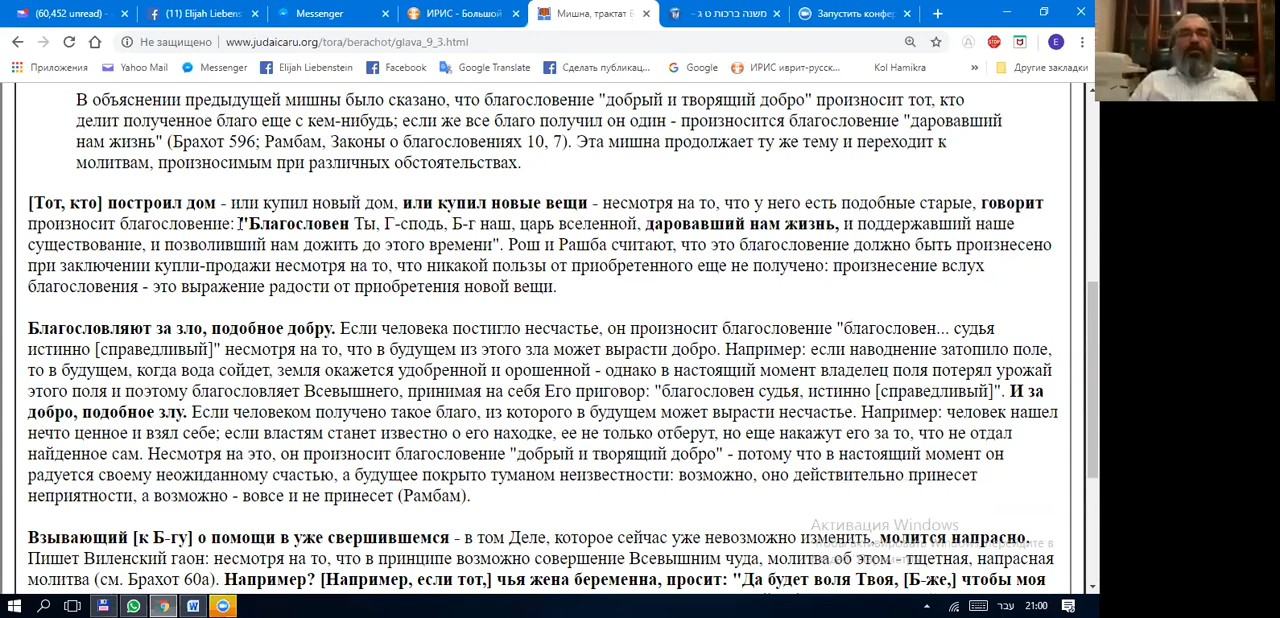 (60,452 unread) -
(11) Elijah Liebens
Messenger
ИРИС - Большой
Мишна, трактат Б
משנה ברכות ט ג -
Запустить конфе
Не защищено
www.judaicaru.org/tora/berachot/glava_9_3.html
E
Приложения
Yahoo Mail
Messenger
Elijah Liebenstein
Facebook
Google Translate
Сделать публикац...
Google
ИРИС иврит-русск...
Kol Hamikra
»
Другие закладки
В объяснении предыдущей мишны было сказано, что благословение "добрый и творящий добро" произносит тот, кто
делит полученное благо еще с кем-нибудь; если же все благо получил он один - произносится благословение "даровавший
нам жизнь" (Брахот 59б; Рамбам, Законы о благословениях 10, 7). Эта мишна продолжает ту же тему и переходит к
молитвам, произносимым при различных обстоятельствах.
[Тот, кто] построил дом - или купил новый дом, или купил новые вещи - несмотря на то, что у него есть подобные старые, говорит
произносит благословение: "Благословен Ты, Г-сподь, Б-г наш, царь вселенной, даровавший нам жизнь, и поддержавший наше
существование, и позволивший нам дожить до этого времени". Рош и Рашба считают, что это благословение должно быть произнесено
при заключении купли-продажи несмотря на то, что никакой пользы от приобретенного еще не получено: произнесение вслух
благословения - это выражение радости от приобретения новой вещи.
Благословляют за зло, подобное добру. Если человека постигло несчастье, он произносит благословение "благословен... судья
истинно [справедливый]" несмотря на то, что в будущем из этого зла может вырасти добро. Например: если наводнение затопило поле,
то в будущем, когда вода сойдет, земля окажется удобренной и орошенной - однако в настоящий момент владелец поля потерял урожай
этого поля и поэтому благословляет Всевышнего, принимая на себя Его приговор: "благословен судья, истинно [справедливый]". И за
добро, подобное злу. Если человеком получено такое благо, из которого в будущем может вырасти несчастье. Например: человек нашел
нечто ценное и взял себе; если властям станет известно о его находке, ее не только отберут, но еще накажут его за то, что не отдал
найденное сам. Несмотря на это, он произносит благословение "добрый и творящий добро" - потому что в настоящий момент он
радуется своему неожиданному счастью, а будущее покрыто туманом неизвестности: возможно, оно действительно принесет
неприятности, а возможно - вовсе и не принесет (Рамбам).
Активация Windows
Взывающий [к Б-гу] о помощи в уже свершившемся - в том Деле, которое сейчас уже невозможно изменить, молится напрасно.
Пишет Виленский гаон: несмотря на то, что в принципе возможно совершение Всевышним чуда, молитва об этом - тщетная, напрасная
молитва (см. Брахот 60а). Например? [Например, если тот,] чья жена беременна, просит: "Да будет воля Твоя, [Б-же,] чтобы моя
עבר
21:00